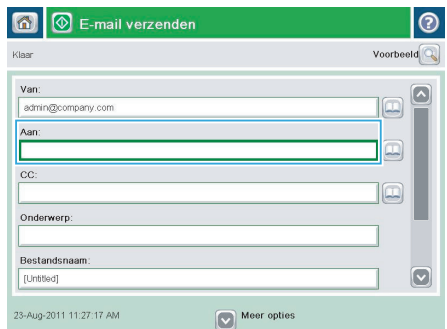 E-mail verzenden
Klaar
Voorbeeld
Van:
admin@company.com
Aan:
CC:
Onderwerp:
Bestandsnaam:
[Untitled]
23-Aug-2011 11:27:17 AM
Meer opties